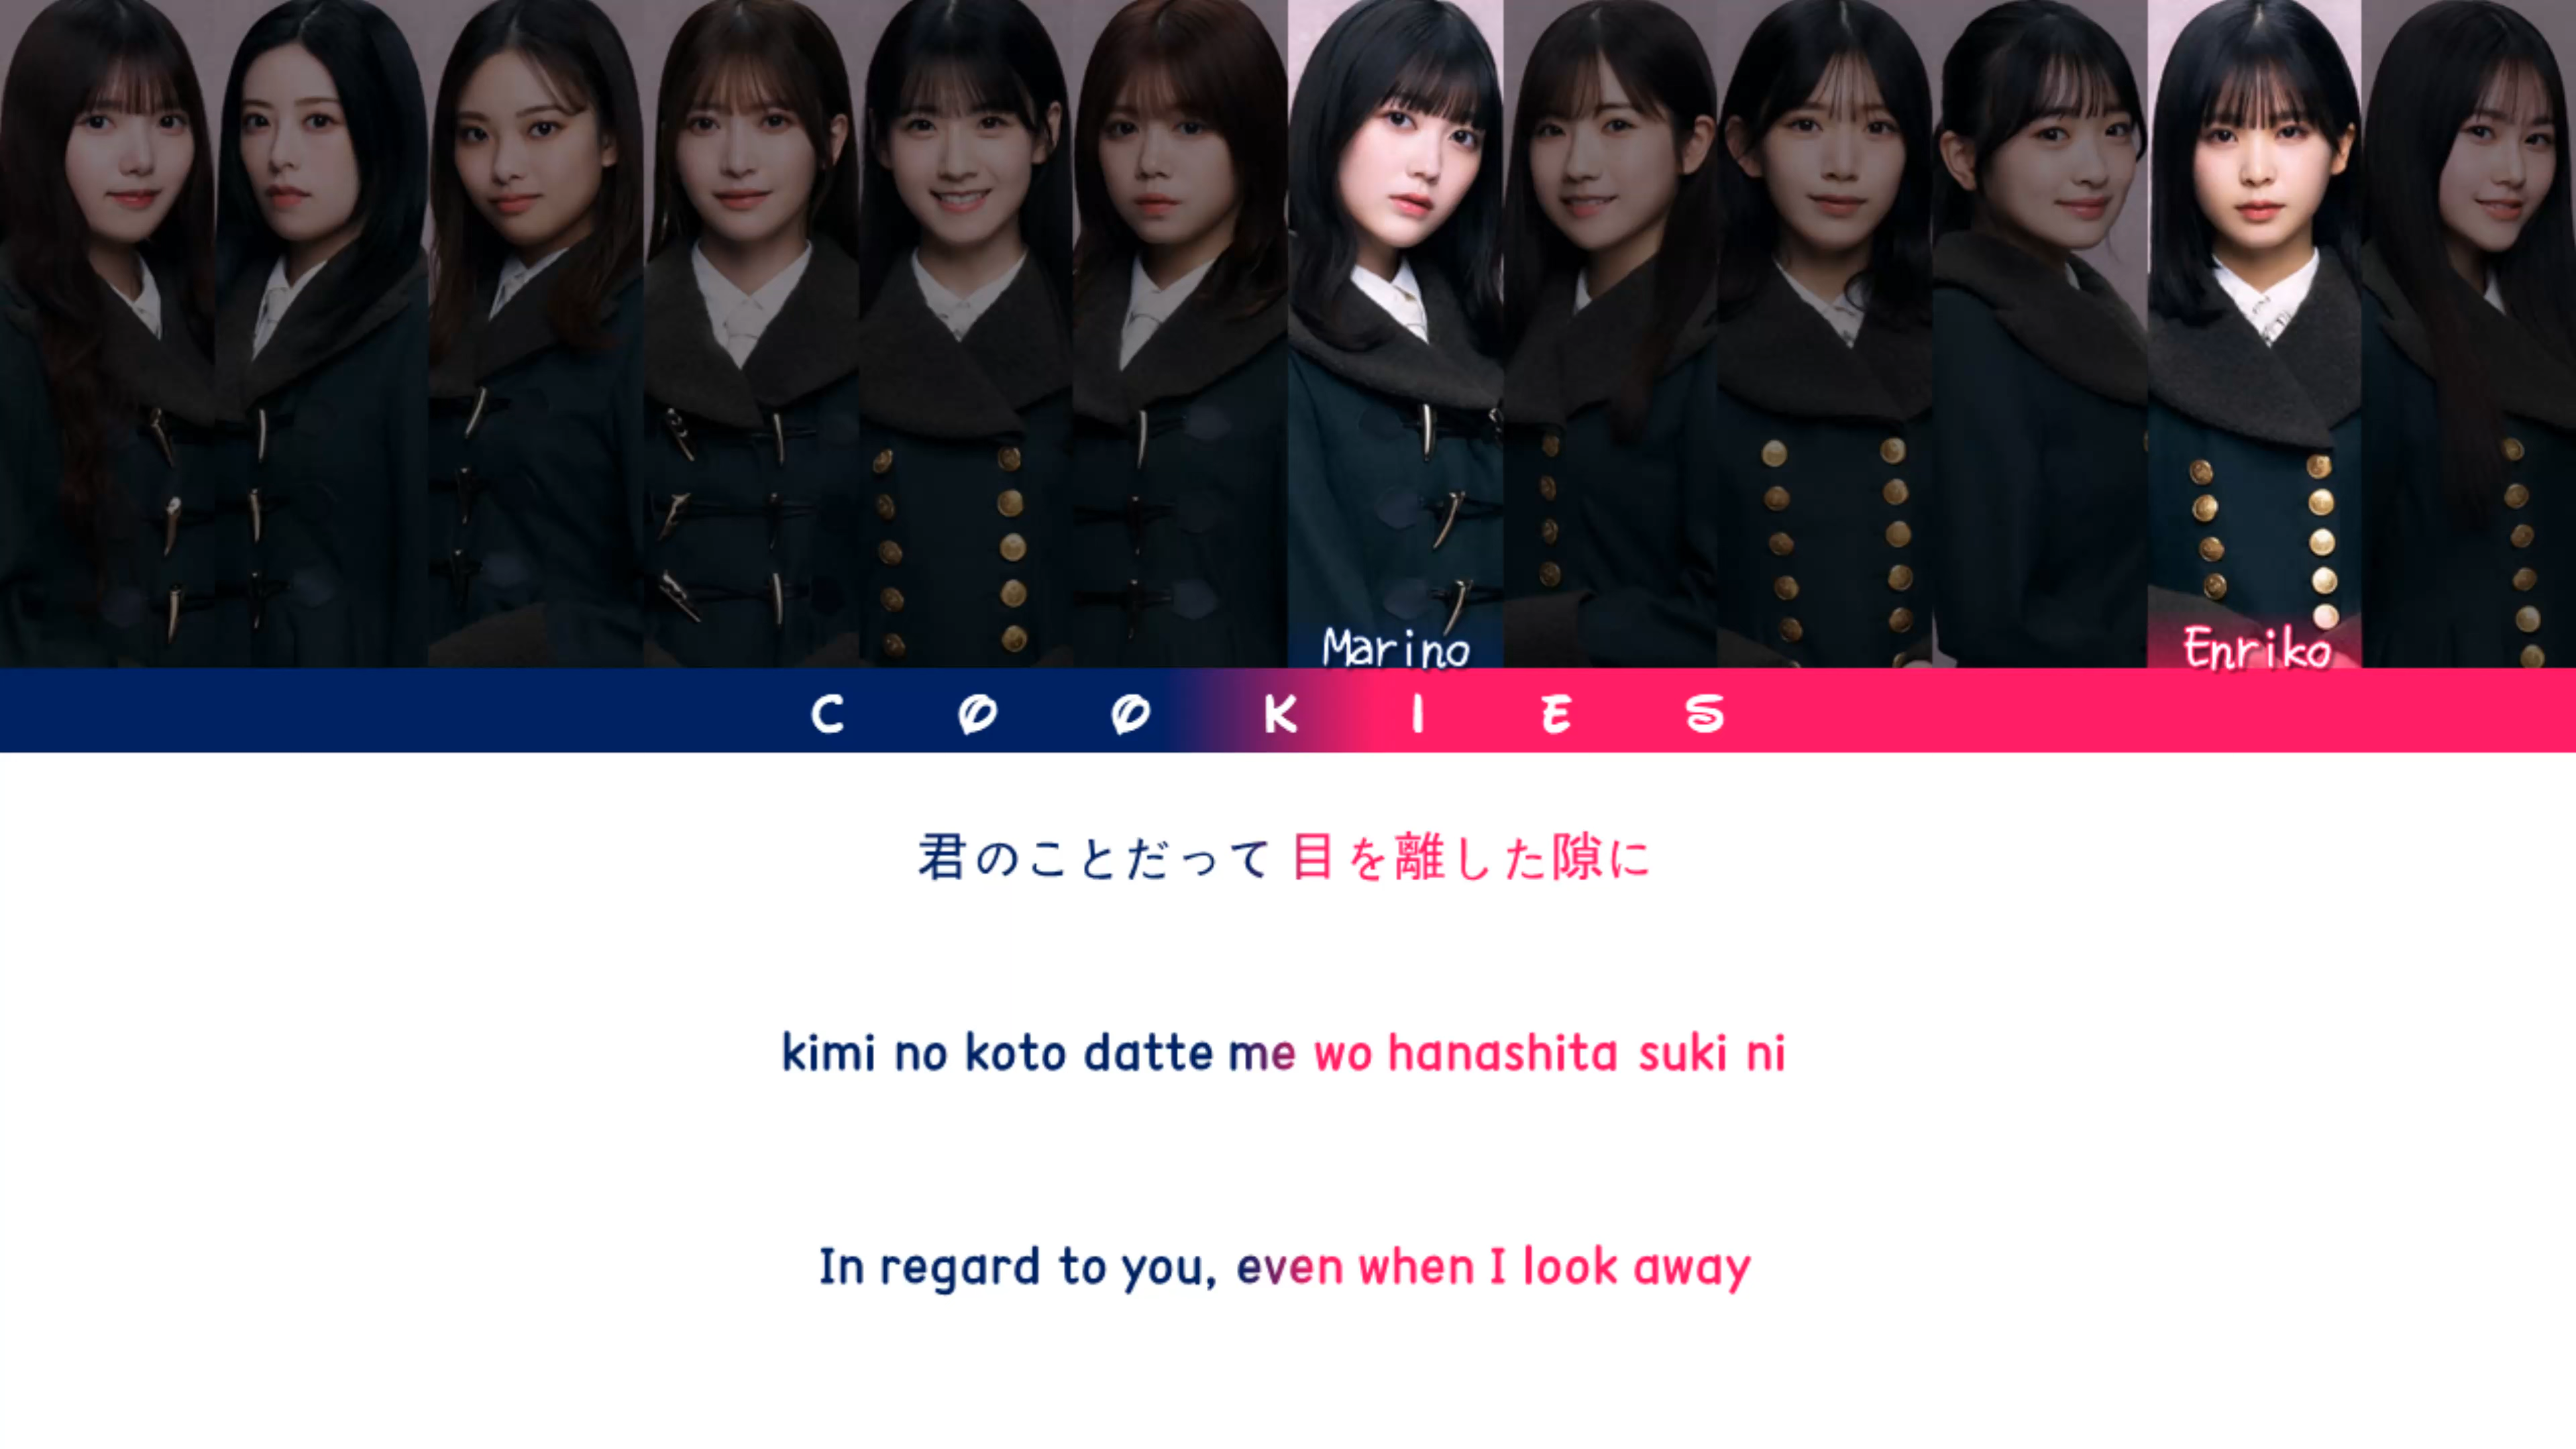 Marino
Enriko
C O O K I E S
君のことだって 目を離した隙に
kimi no koto datte me wo hanashita suki ni
In regard to you, even when I look away